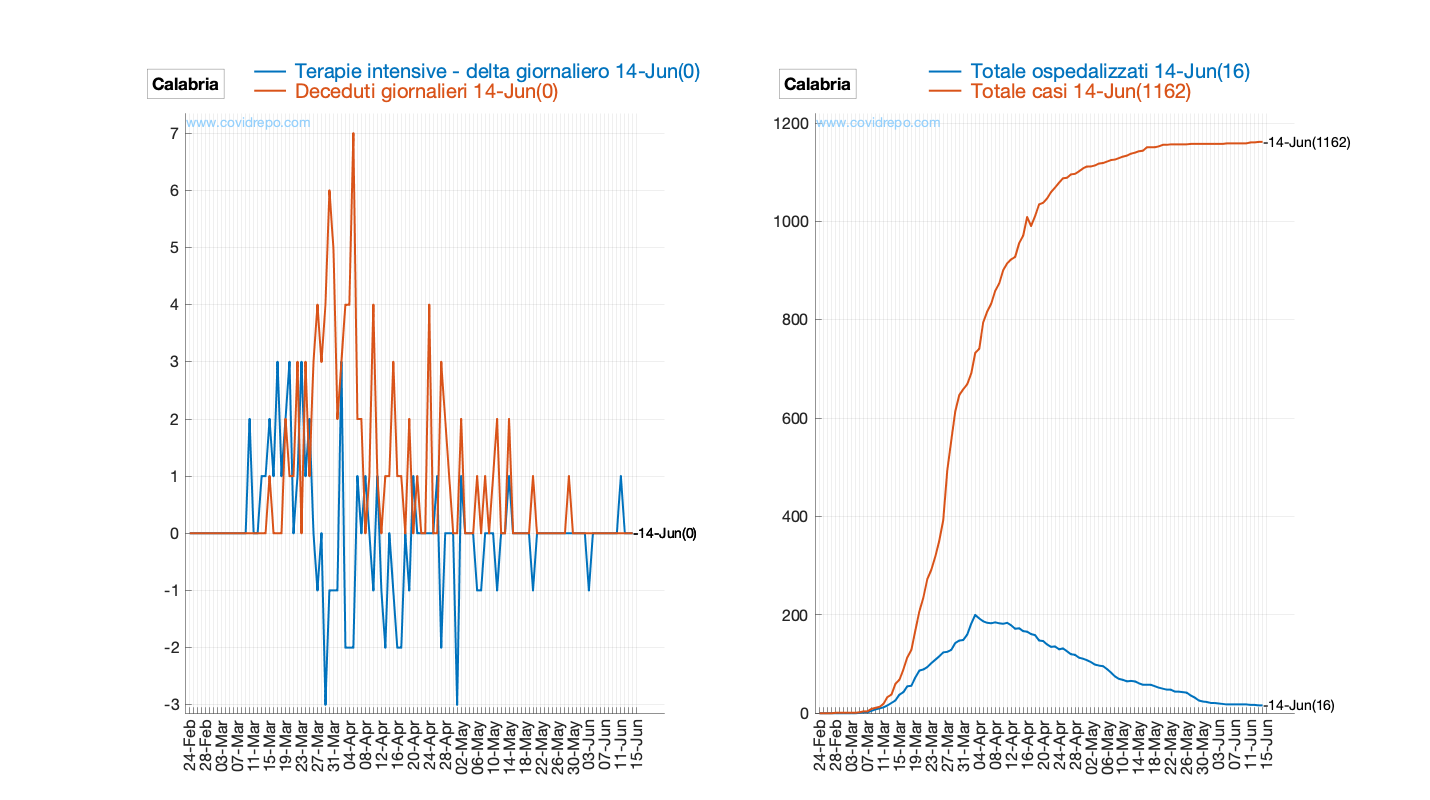 Calabria
Terapie intensive - delta giornaliero 14-Jun(0)
Deceduti giornalieri 14-Jun(0)
www.covidrepo.com
7
6
5
4
3
2
1
0
-1
-2
-3
-14-Jun(0)
24-Feb
28-Feb
03-Mar
07-Mar
11-Mar
15-Mar
19-Mar
23-Mar
27-Mar
31-Mar
04-Apr
08-Apr
12-Apr
16-Apr
20-Apr
24-Apr
28-Apr
02-May
06-May
10-May
14-May
18-May
22-May
26-May
30-May
03-Jun
07-Jun
11-Jun
15-Jun
Calabria
Totale ospedalizzati 14-Jun(16)
Totale casi 14-Jun(1162)
www.covidrepo.com
1200
1000
800
600
400
200
0
-14-Jun(1162)
-14-Jun(16)
24-Feb
28-Feb
03-Mar
07-Mar
11-Mar
15-Mar
19-Mar
23-Mar
27-Mar
31-Mar
04-Apr
08-Apr
12-Apr
16-Apr
20-Apr
24-Apr
28-Apr
02-May
06-May
10-May
14-May
18-May
22-May
26-May
30-May
03-Jun
07-Jun
11-Jun
15-Jun